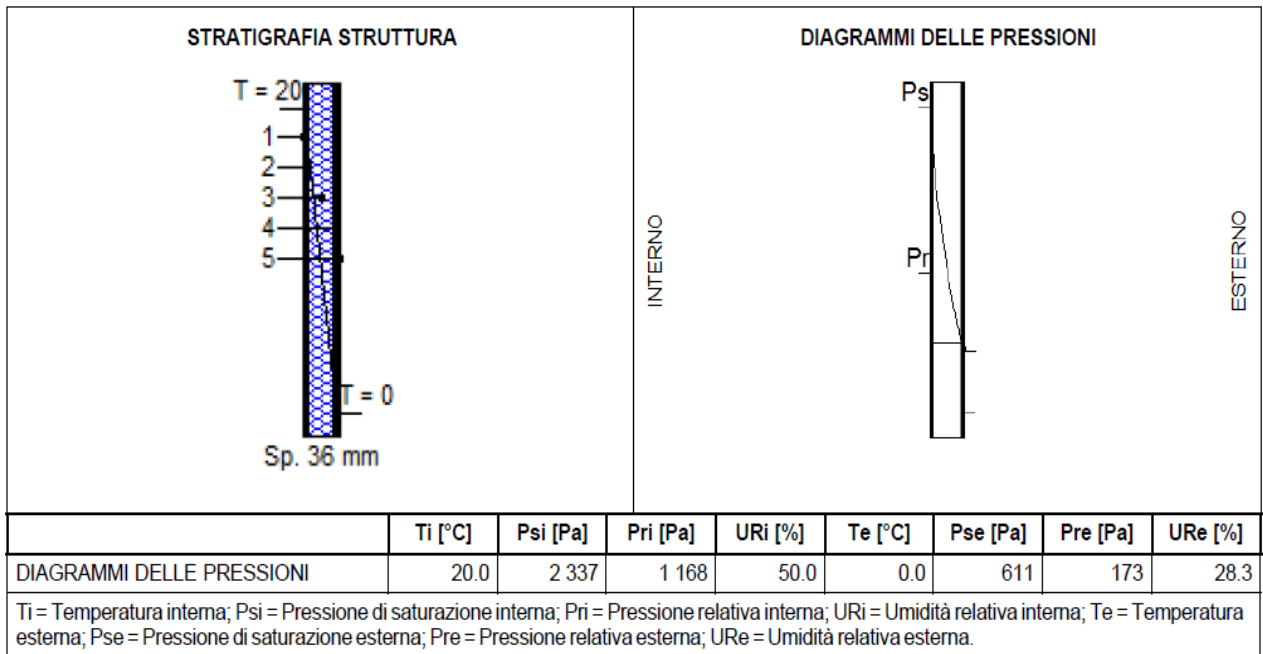 STRATIGRAFIA STRUTTURA
T = 20
1
2
3
4
5
T = 0
Sp. 36 mm
DIAGRAMMI DELLE PRESSIONI
Ps
Pr
INTERNO
ESTERNO
Ti [°C] Psi [Pa] Pri [Pa] URi [%] Te [°C] Pse [Pa] Pre [Pa] URe [%]
DIAGRAMMI DELLE PRESSIONI 20.0 2 337 1 168 50.0 0.0 611 173 28.3
Ti = Temperatura interna; Psi = Pressione di saturazione interna; Pri = Pressione relativa interna; URi = Umidità relativa interna; Te = Temperatura
esterna; Pse = Pressione di saturazione esterna; Pre = Pressione relativa esterna; URe = Umidità relativa esterna.